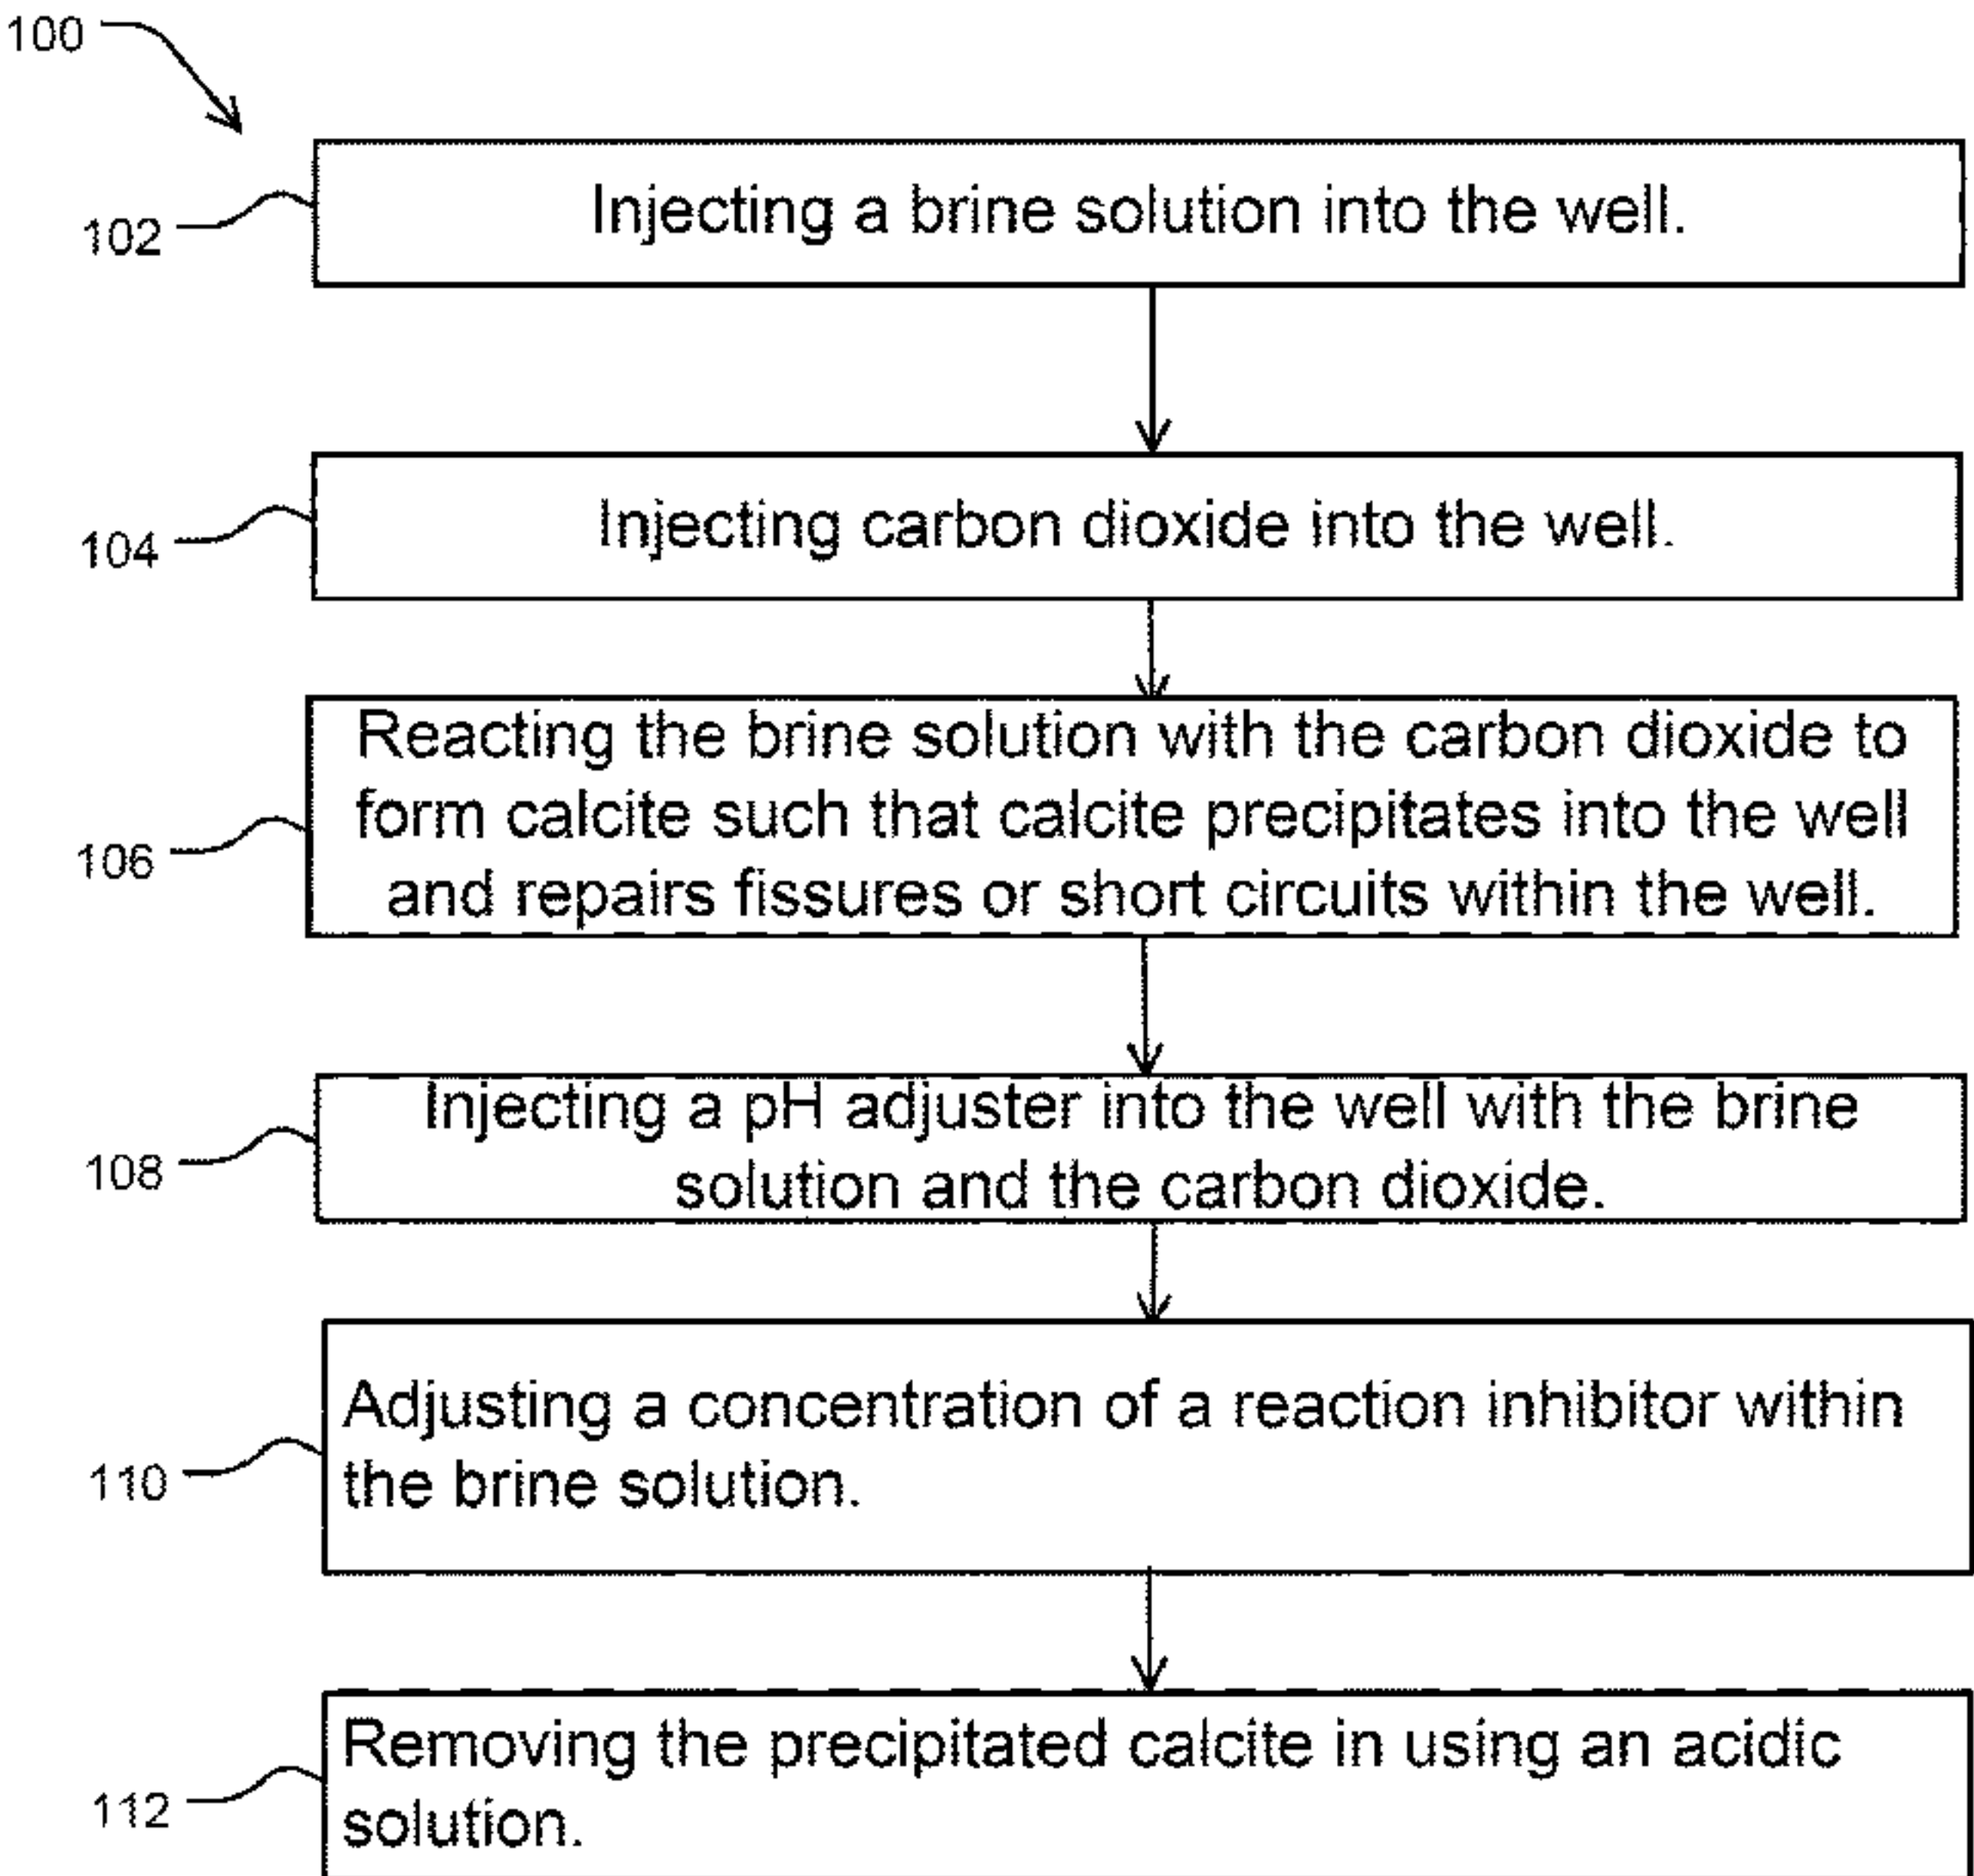 100
102
Injecting a brine solution into the well.
104
Injecting carbon dioxide into the well.
106
Reacting the brine solution with the carbon dioxide to
form calcite such that calcite precipitates into the well
and repairs fissures or short circuits within the well.
108
Injecting a pH adjuster into the well with the brine
solution and the carbon dioxide.
110
Adjusting a concentration of a reaction inhibitor within
the brine solution.
112
Removing the precipitated calcite in using an acidic
solution.